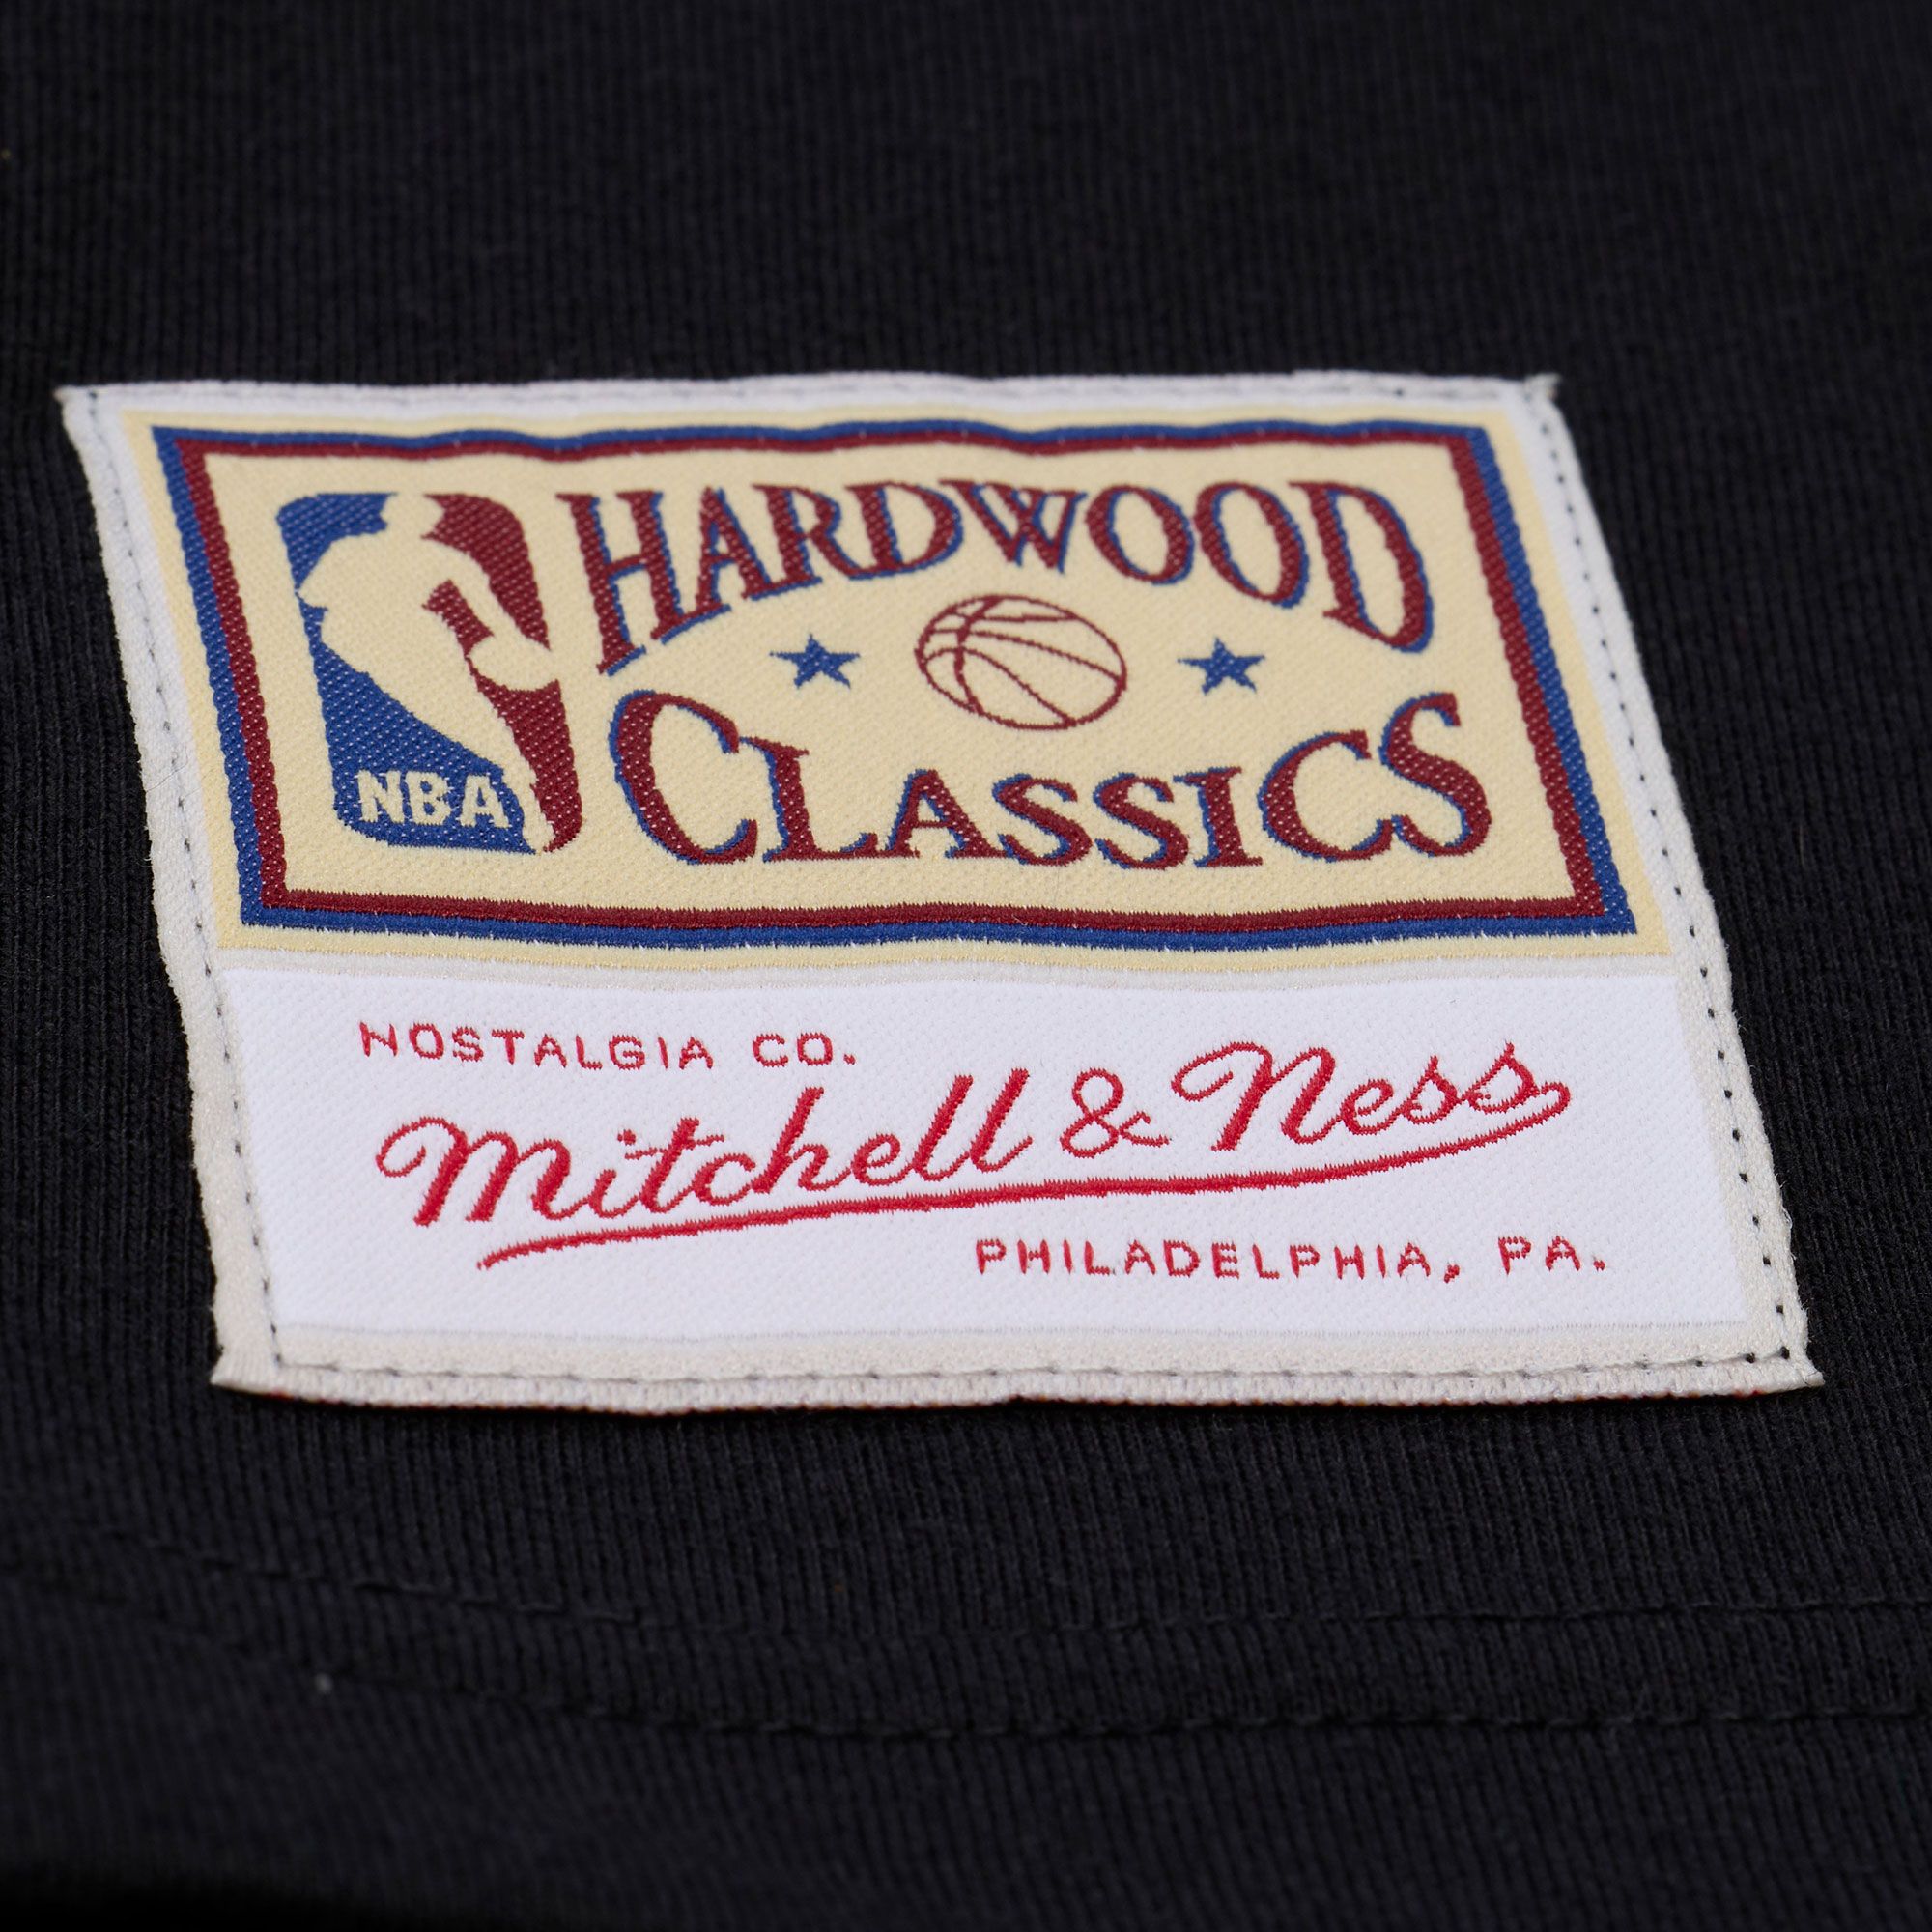 HARDWOOD
CLASSICS
NBA
NOSTALGIA CO.
Mitchell & Ness
PHILADELPHIA, PA.